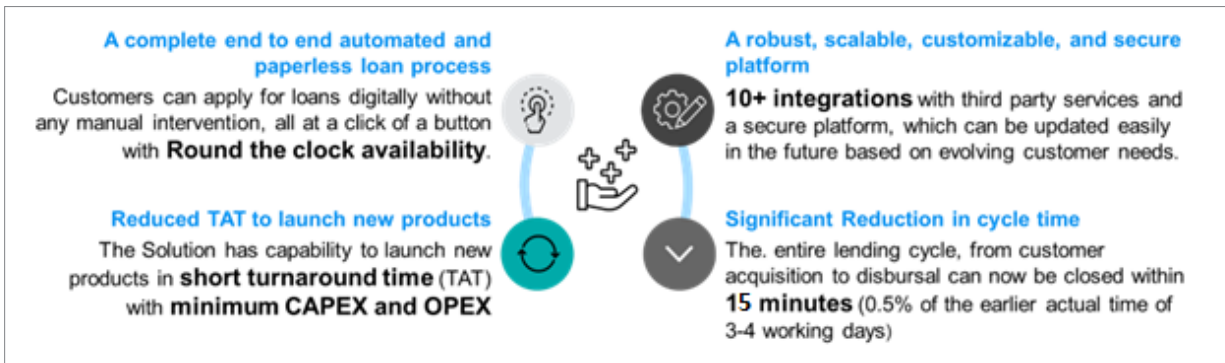 A complete end to end automated and
paperless loan process
Customers can apply for loans digitally without
any manual intervention, all at a click of a button
with Round the clock availability.
Reduced TAT to launch new products
The Solution has capability to launch new
products in short turnaround time (TAT)
with minimum CAPEX and OPEX
A robust, scalable, customizable, and secure
platform
10+ integrations with third party services and
a secure platform, which can be updated easily
in the future based on evolving customer needs.
Significant Reduction in cycle time
The. entire lending cycle, from customer
acquisition to disbursal can now be closed within
15 minutes (0.5% of the earlier actual time of
3-4 working days)